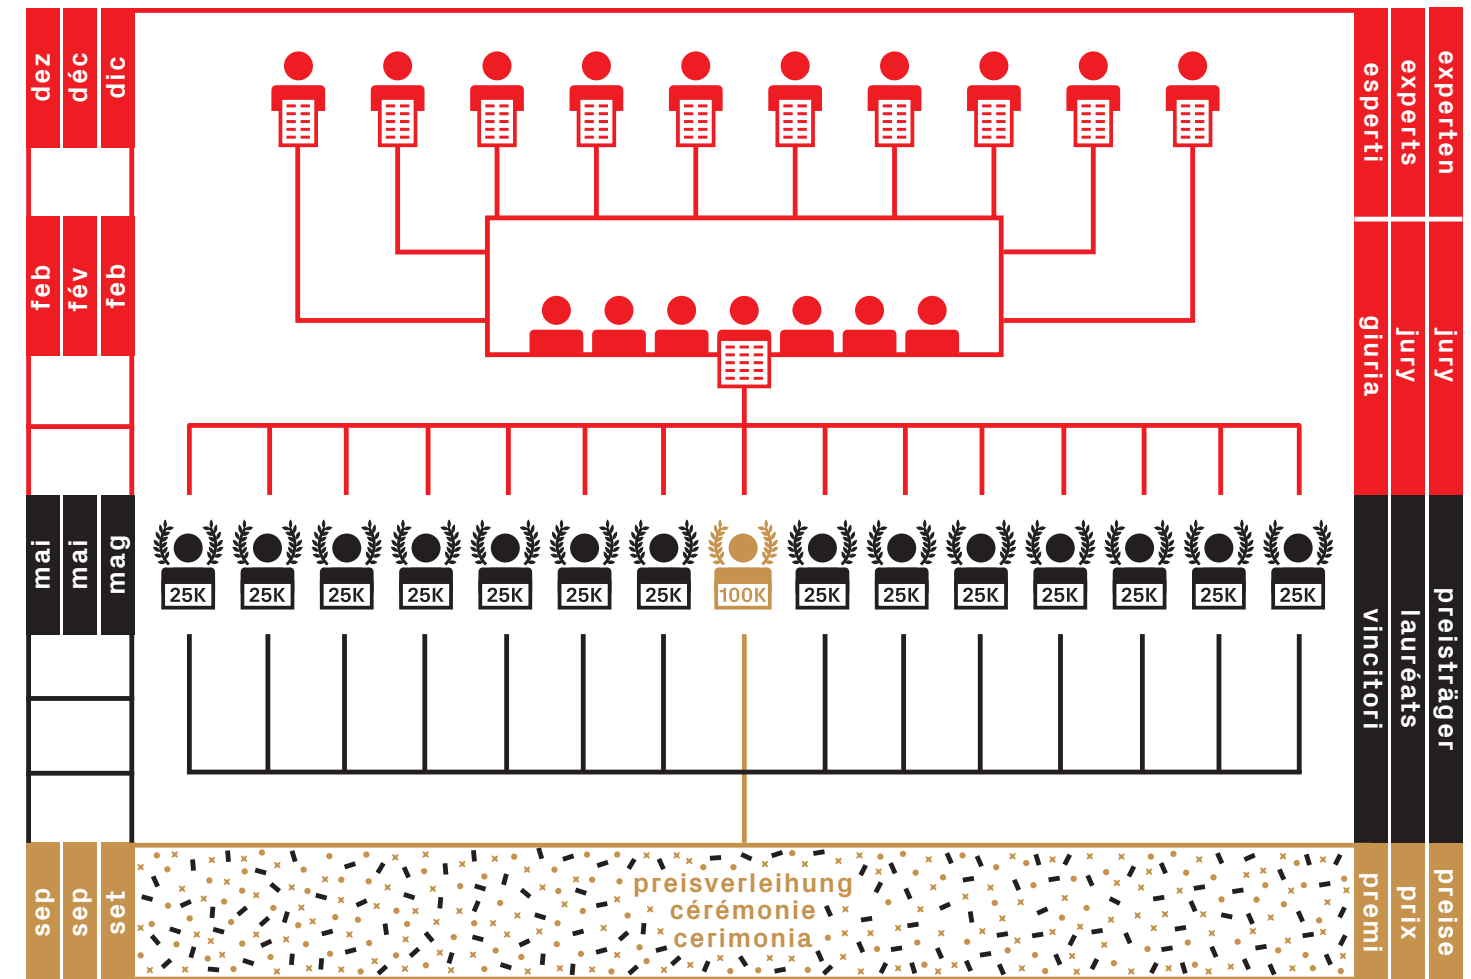 dez déc dic
esperti experts experten
feb fév feb
giuria jury jury
mai mai mag
25K 25K 25K 25K 25K 25K 25K 100K 25K 25K 25K 25K 25K 25K 25K
vincitori lauréats preisträger
sep sep set
preisverleihung
cérémonie
cerimonia
premi prix preise